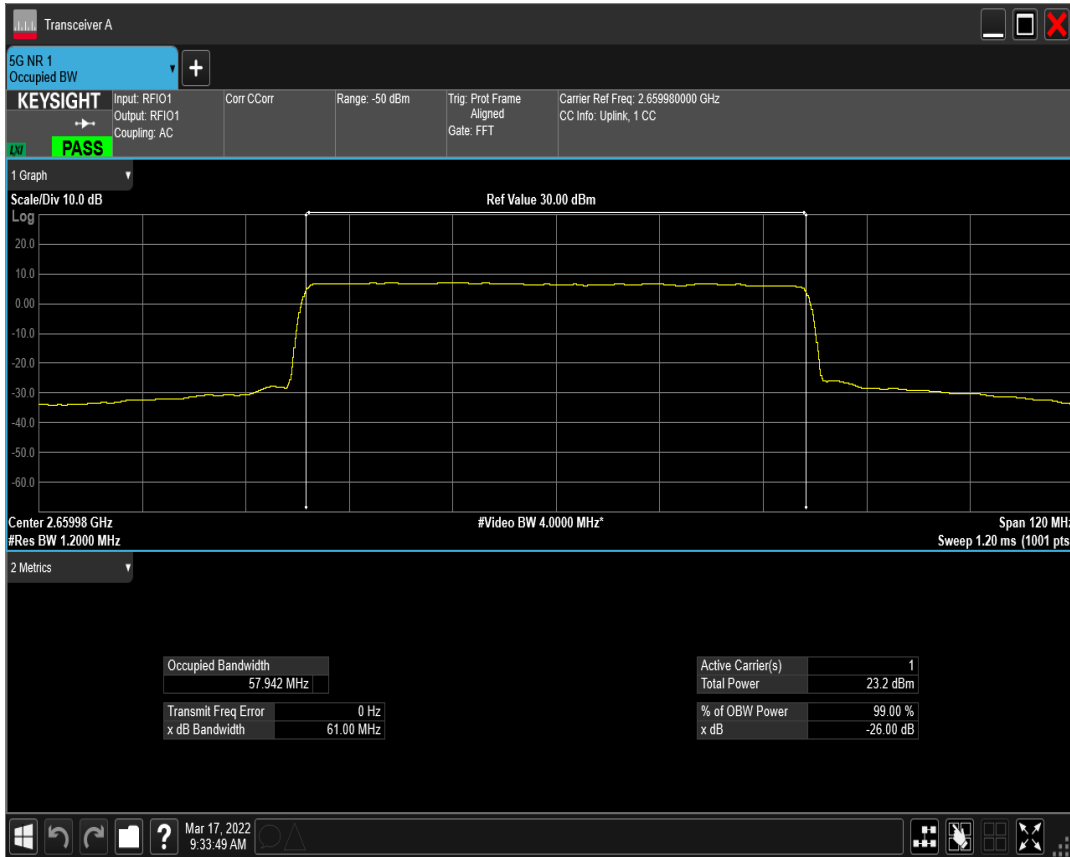 Transceiver A
5G NR 1
Occupied BW
KEYSIGHT
LXI
PASS
Input: RFIO1
Output: RFIO1
Coupling: AC
Corr CCorr
Range: -50 dBm
Trig: Prot Frame
Aligned
Gate: FFT
Carrier Ref Freq: 2.659980000 GHz
CC Info: Uplink, 1 CC
1 Graph
Scale/Div 10.0 dB
Ref Value 30.00 dBm
Log
20.0
10.0
0.00
-10.0
-20.0
-30.0
-40.0
-50.0
-60.0
Center 2.65998 GHz
#Video BW 4.0000 MHz*
Span 120 MHz
#Res BW 1.2000 MHz
Sweep 1.20 ms (1001 pts
2 Metrics
Occupied Bandwidth
57.942 MHz
Transmit Freq Error 0 Hz
x dB Bandwidth 61.00 MHz
Active Carrier(s) 1
Total Power 23.2 dBm
% of OBW Power 99.00 %
x dB -26.00 dB
?
Mar 17, 2022
9:33:49 AM